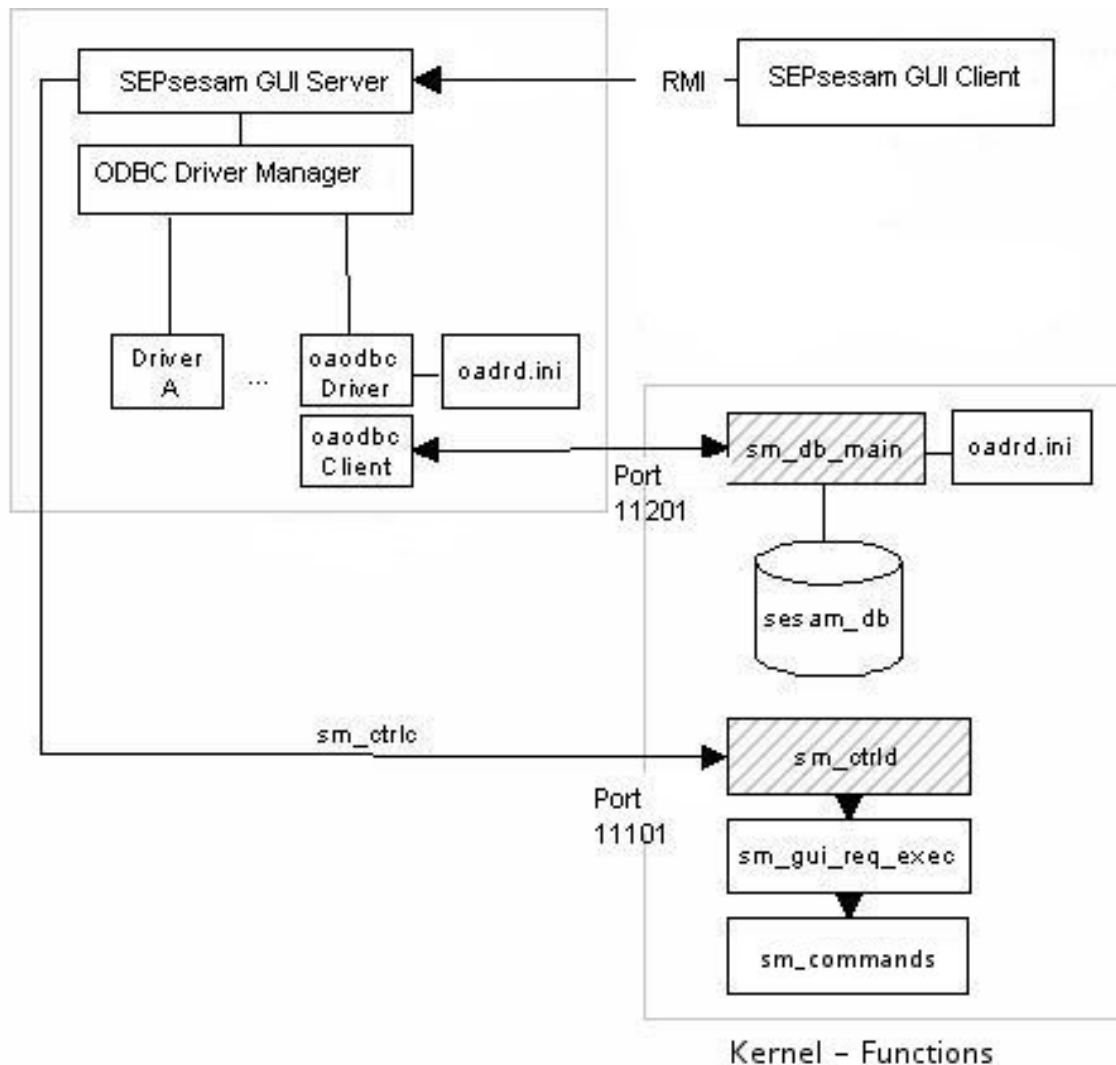 SEPsesam GUI Server
RMI
SEPsesam GUI Client
ODBC Driver Manager
Driver
A
...
oaodbc
Driver
oadrd.ini
oaodbc
Client
Port
11201
sm_db_main
oadrd.ini
sesam_db
sm_ctrlc
Port
11101
sm_ctrld
sm_gui_req_exec
sm_commands
Kernel – Functions